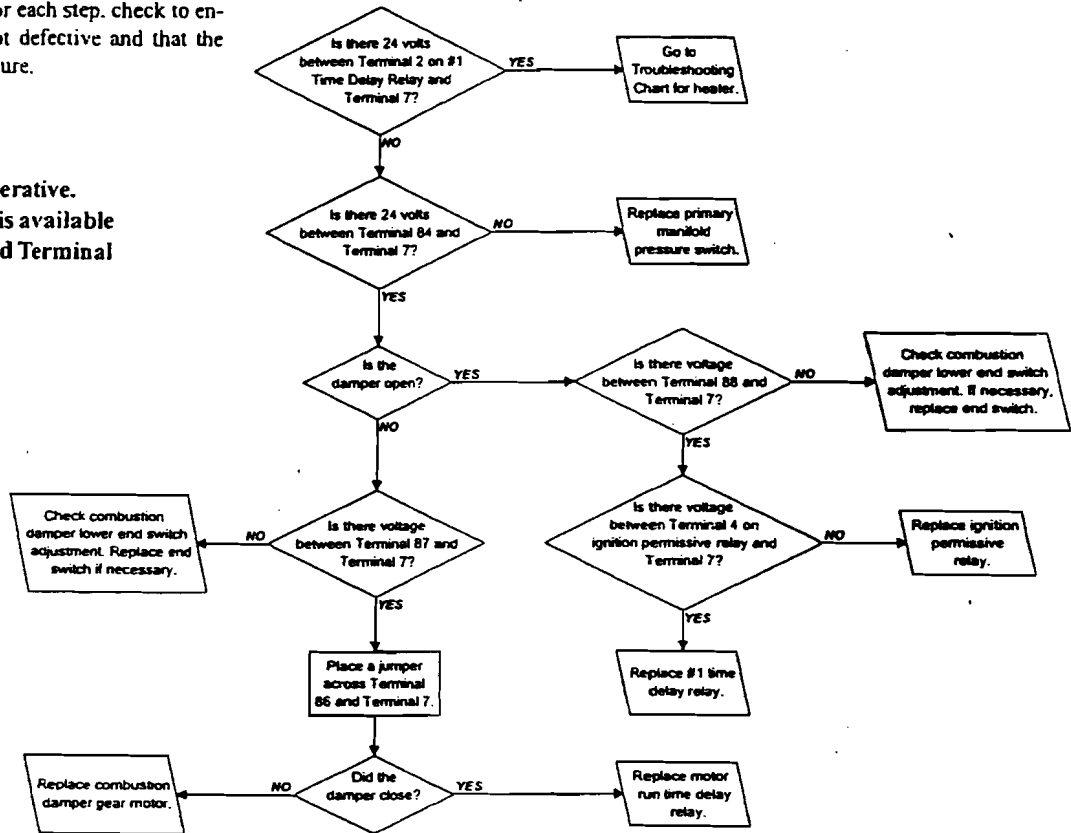 or each step. check to en-
ot defective and that the
ure.
erative.
is available
d Terminal
Is there 24 volts
between Terminal 2 on #1
Time Delay Relay and
Terminal 7?
YES
Go to
Troubleshooting
Chart for heater.
NO
Is there 24 volts
between Terminal 84 and
Terminal 7?
NO
Replace primary
manifold
pressure switch.
YES
Is the
damper open?
YES
Is there voltage
between Terminal 88 and
Terminal 7?
NO
Check combustion
damper lower end switch
adjustment. If necessary,
replace end switch.
NO
YES
Check combustion
damper lower end switch
adjustment. Replace end
switch if necessary.
NO
Is there voltage
between Terminal 87 and
Terminal 7?
Is there voltage
between Terminal 4 on
ignition permissive relay and
Terminal 7?
NO
Replace ignition
permissive
relay.
YES
YES
Place a jumper
across Terminal
86 and Terminal 7.
Replace #1 time
delay relay.
Replace combustion
damper gear motor.
NO
Did the
damper close?
YES
Replace motor
run time delay
relay.